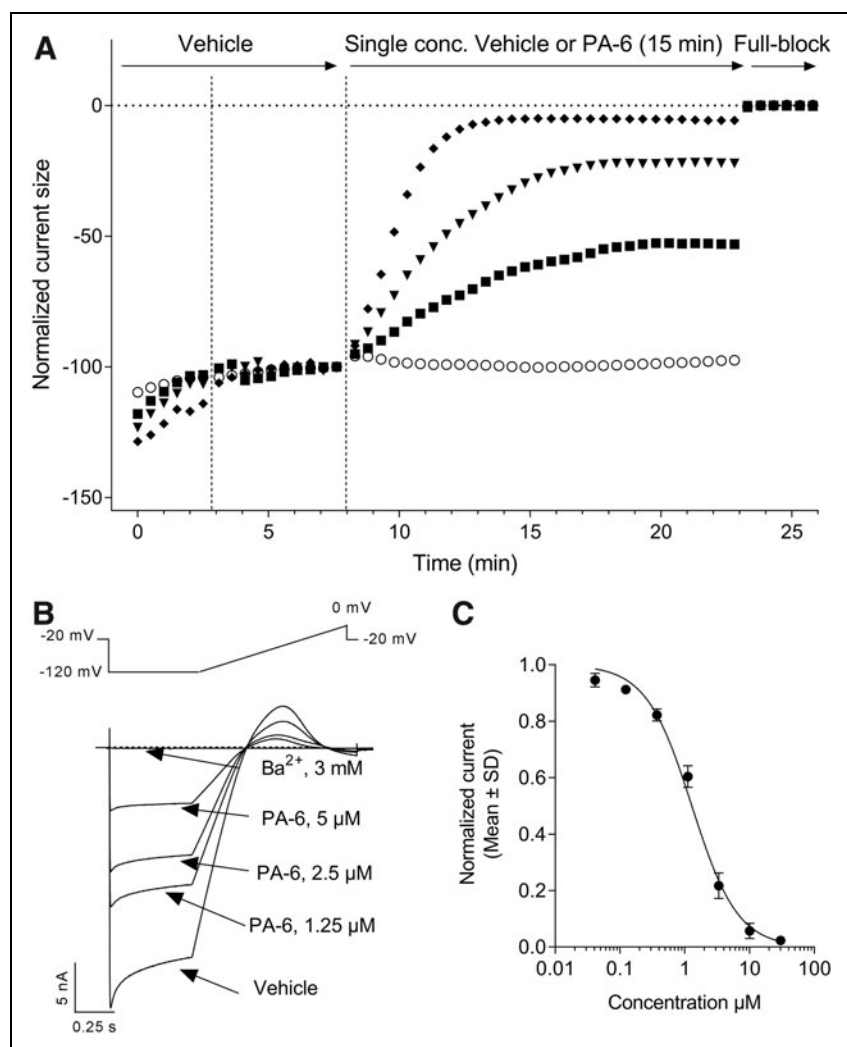 A
Vehicle
Single conc. Vehicle or PA-6 (15 min)
Full-block
Normalized current size
0
-50
-100
-150
0 5 10 15 20 25
Time (min)
B
0 mV
-20 mV
-20 mV
-120 mV
Ba²⁺, 3 mM
PA-6, 5 µM
PA-6, 2.5 µM
PA-6, 1.25 µM
Vehicle
5 nA
0.25 s
C
Normalized current
(Mean ± SD)
1.0
0.8
0.6
0.4
0.2
0.0
0.01 0.1 1 10 100
Concentration µM